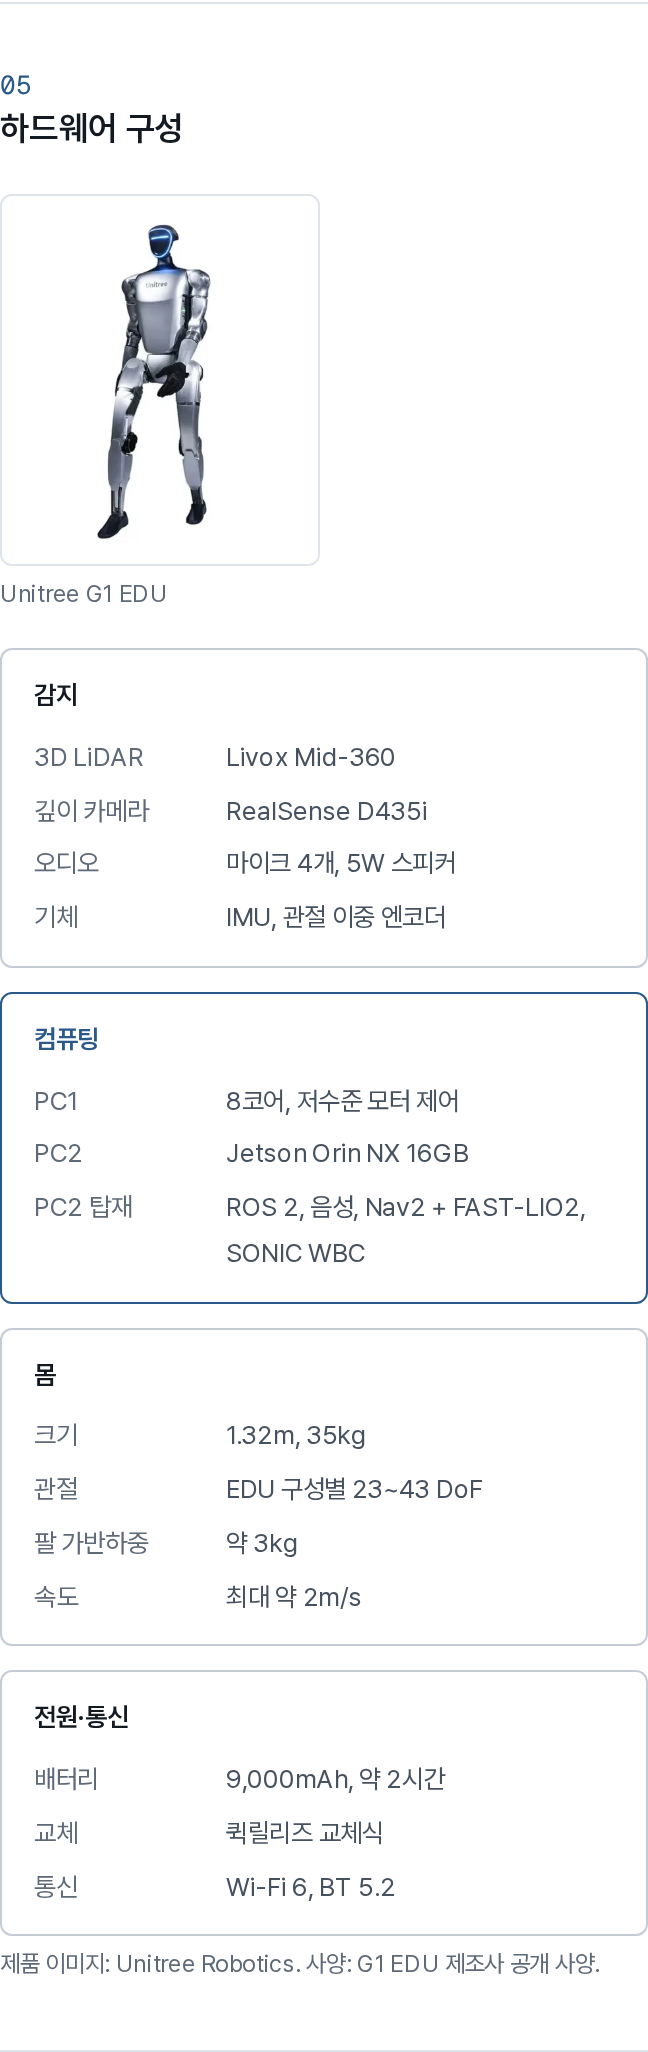 05
하드웨어 구성
Unitree
Unitree G1 EDU
감지
3D LiDAR Livox Mid-360
깊이 카메라 RealSense D435i
오디오 마이크 4개, 5W 스피커
기체 IMU, 관절 이중 엔코더
컴퓨팅
PC1 8코어, 저수준 모터 제어
PC2 Jetson Orin NX 16GB
PC2 탑재 ROS 2, 음성, Nav2 + FAST-LIO2,
SONIC WBC
몸
크기 1.32m, 35kg
관절 EDU 구성별 23~43 DoF
팔 가반하중 약 3kg
속도 최대 약 2m/s
전원·통신
배터리 9,000mAh, 약 2시간
교체 퀵릴리즈 교체식
통신 Wi-Fi 6, BT 5.2
제품 이미지: Unitree Robotics. 사양: G1 EDU 제조사 공개 사양.